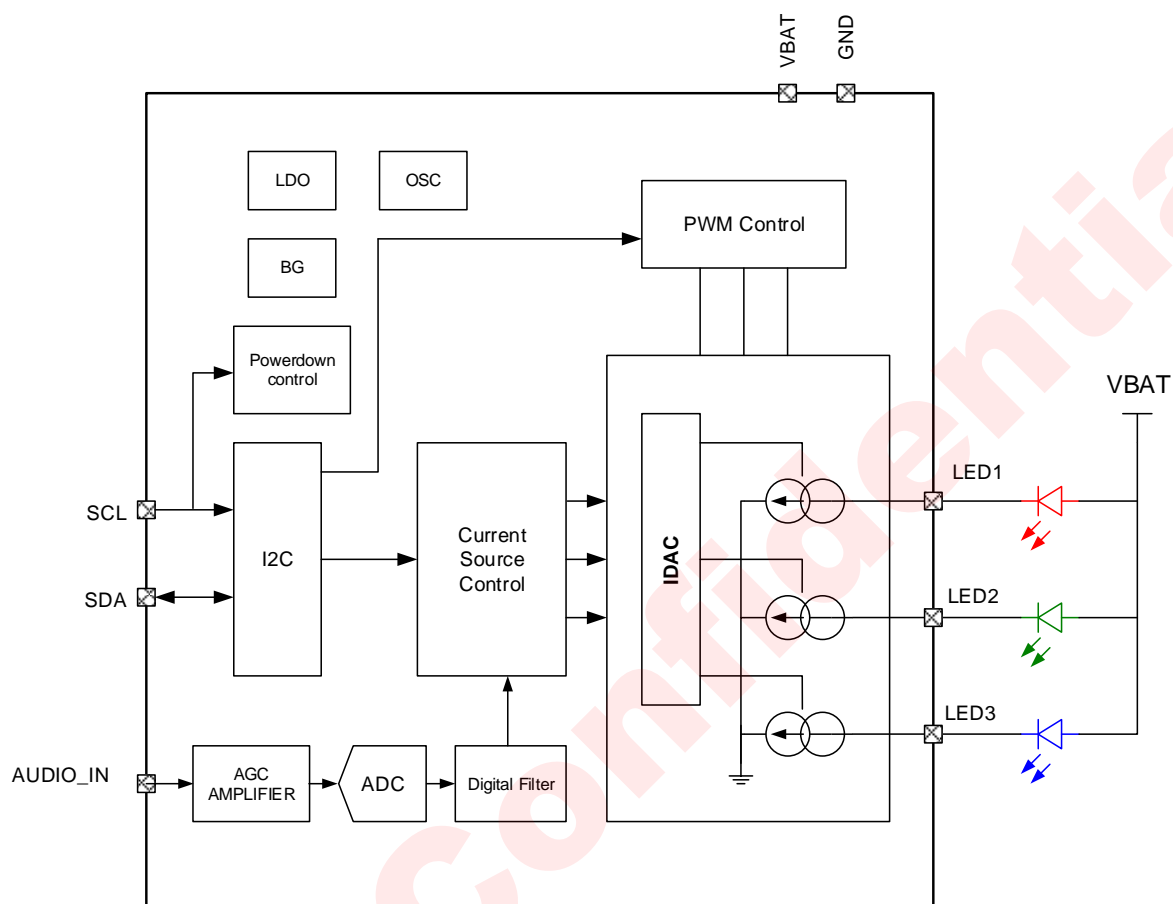 VBAT
GND
LDO
OSC
PWM Control
BG
Powerdown
control
VBAT
LED1
SCL
I2C
Current
Source
Control
IDAC
SDA
LED2
LED3
AUDIO_IN
AGC
AMPLIFIER
ADC
Digital Filter
Confidentia